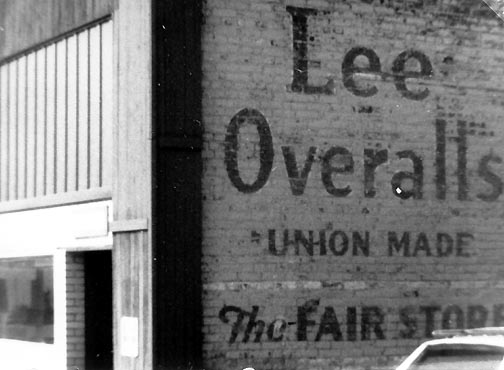 Lee
Overalls
UNION MADE
The FAIR STORE